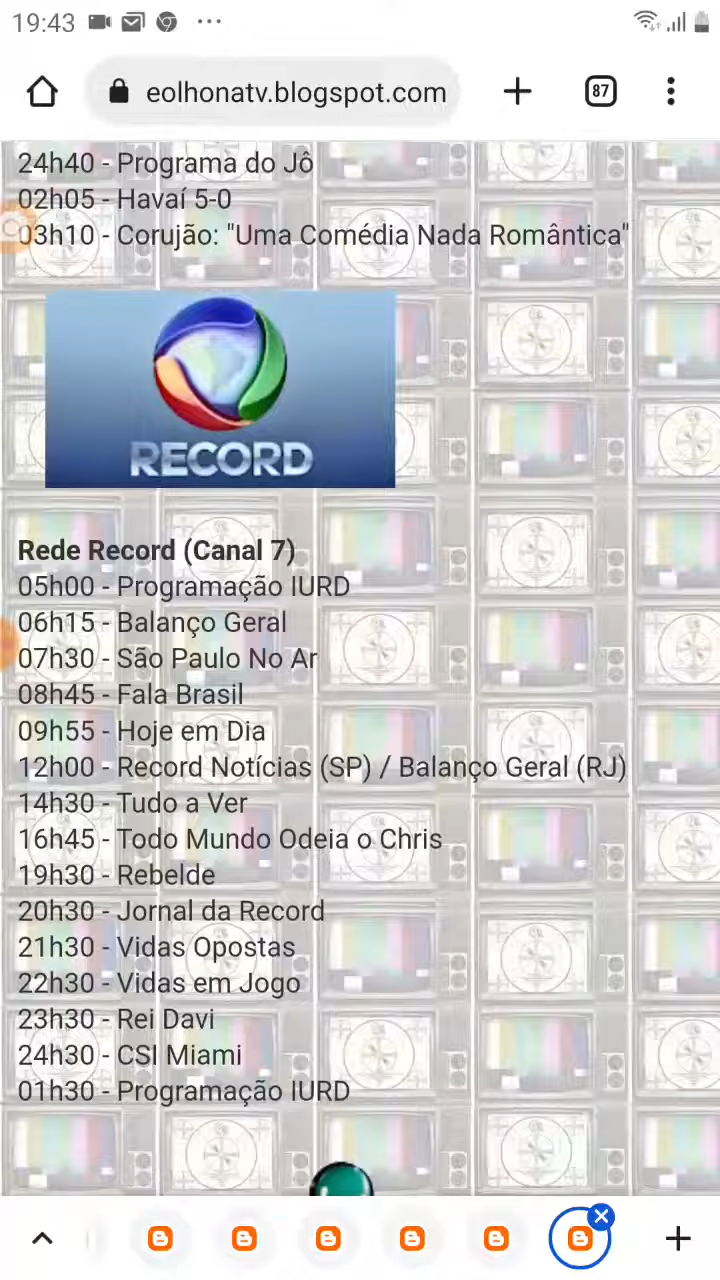 19:43
eolhonatv.blogspot.com
87
24h40 - Programa do Jô
02h05 - Havaí 5-0
03h10 - Corujão: "Uma Comédia Nada Romântica"
RECORD
Rede Record (Canal 7)
05h00 - Programação IURD
06h15 - Balanço Geral
07h30 - São Paulo No Ar
08h45 - Fala Brasil
09h55 - Hoje em Dia
12h00 - Record Notícias (SP) / Balanço Geral (RJ)
14h30 - Tudo a Ver
16h45 - Todo Mundo Odeia o Chris
19h30 - Rebelde
20h30 - Jornal da Record
21h30 - Vidas Opostas
22h30 - Vidas em Jogo
23h30 - Rei Davi
24h30 - CSI Miami
01h30 - Programação IURD